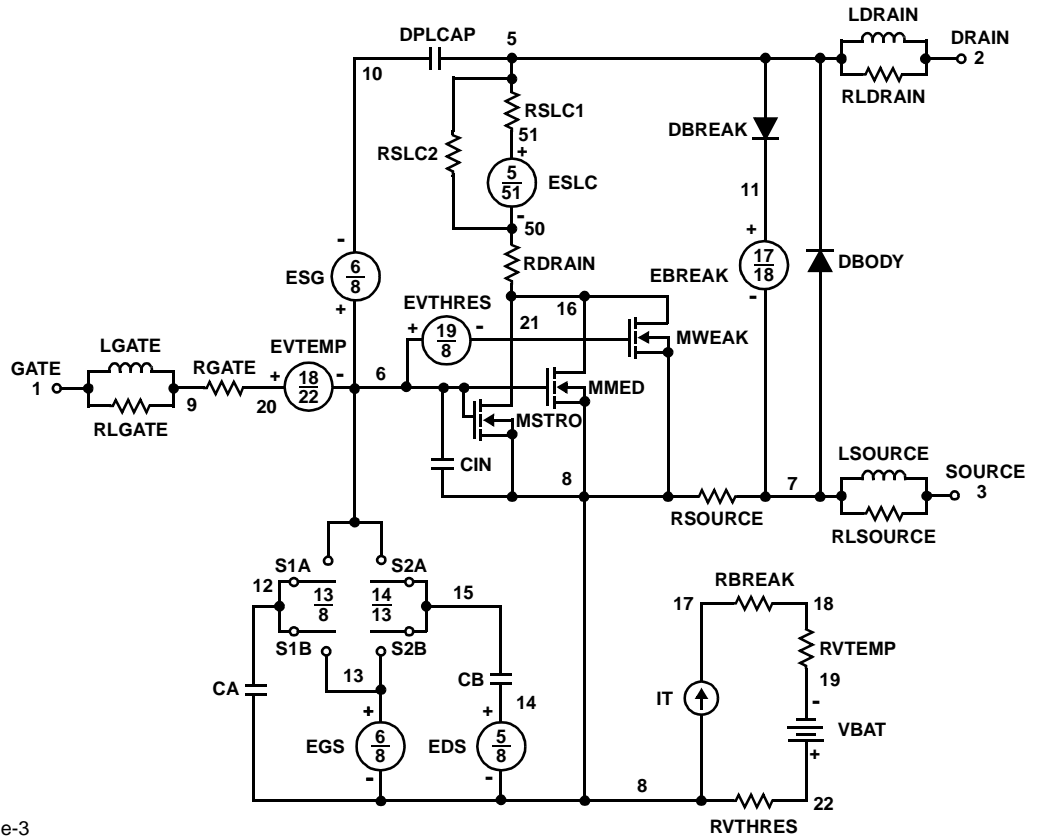 LDRAIN
DPLCAP 5 DRAIN
10 2
RLDRAIN
RSLC1
DBREAK
51
+
RSLC2
5
51
ESLC
11
-
50
+
-
RDRAIN
17
18
EBREAK
DBODY
6
8
ESG
-
16
EVTHRES
+
+ 19 - 21
8
MWEAK
LGATE
EVTEMP
GATE
RGATE
+ 18 - 6
22
MMED
1
9 20
MSTRO
RLGATE
LSOURCE
CIN
SOURCE
8 7
3
RSOURCE
RLSOURCE
S1A S2A
12 13 14 15
8 13
RBREAK
17 18
S1B S2B
RVTEMP
13
CB
CA
19
IT
14
-
+ +
VBAT
EGS 6 EDS 5
8 8
+
- -
8
22
RVTHRES
e-3